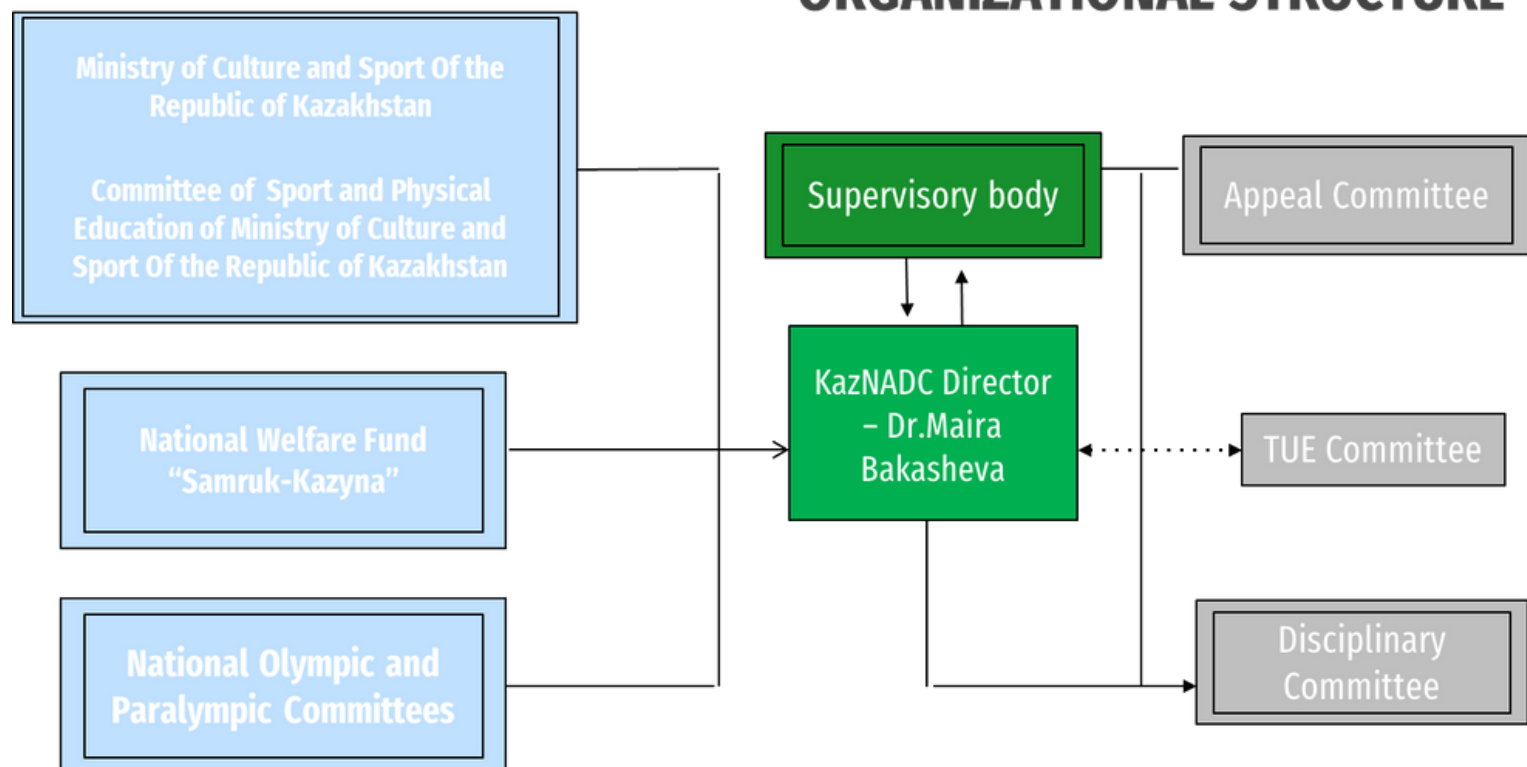 ORGANIZATIONAL STRUCTURE
Ministry of Culture and Sport Of the
Republic of Kazakhstan
Committee of Sport and Physical
Education of Ministry of Culture and
Sport Of the Republic of Kazakhstan
National Welfare Fund
“Samruk-Kazyna”
National Olympic and
Paralympic Committees
Supervisory body
KazNADC Director
– Dr.Maira
Bakasheva
Appeal Committee
TUE Committee
Disciplinary
Committee